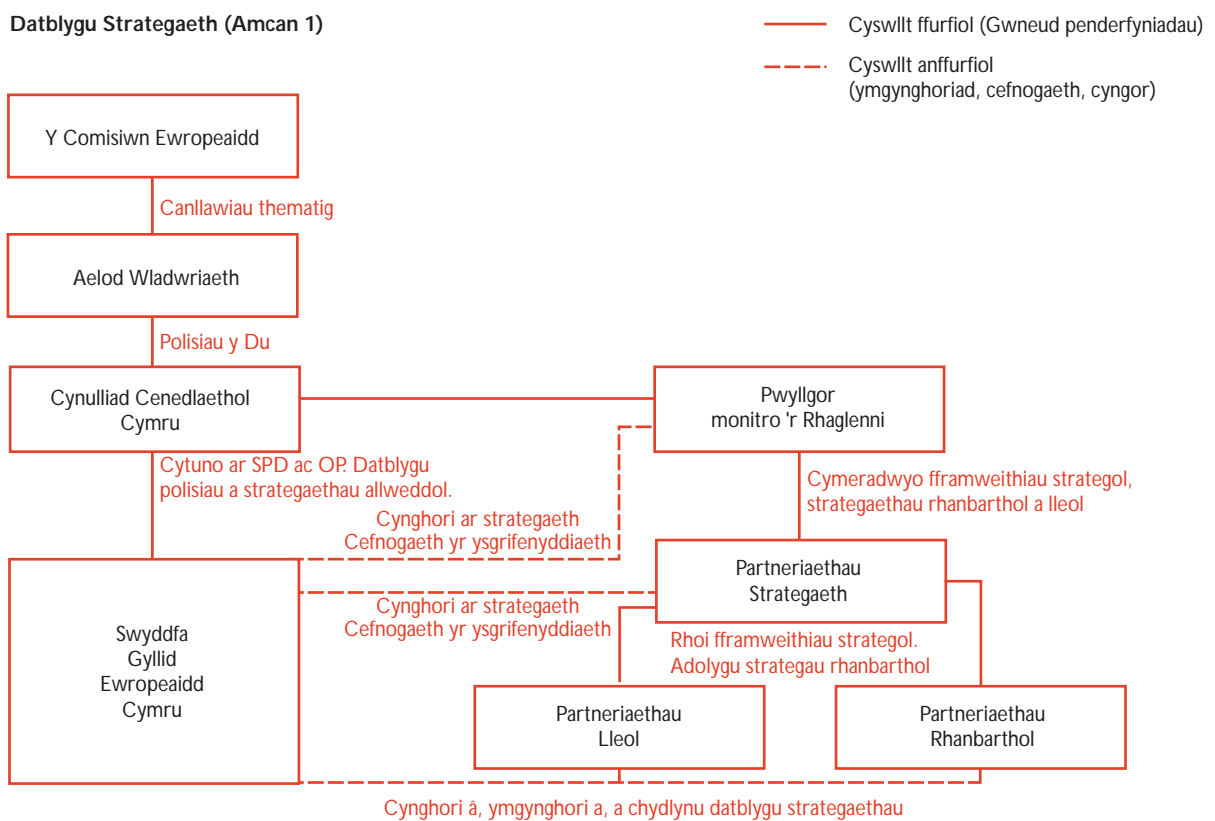 Datblygu Strategaeth (Amcan 1)
Cyswllt ffurfiol (Gwneud penderfyniadau)
Cyswllt anffurfiol
(ymgynghoriad, cefnogaeth, cyngor)
Y Comisiwn Ewropeaidd
Canllawiau thematig
Aelod Wladwriaeth
Polisiau y Du
Cynulliad Cenedlaethol
Cymru
Pwyllgor
monitro 'r Rhaglenni
Cytuno ar SPD ac OP. Datblygu
polisiau a strategaethau allweddol.
Cymeradwyo fframweithiau strategol,
strategaethau rhanbarthol a lleol
Cynghori ar strategaeth
Cefnogaeth yr ysgrifenyddiaeth
Partneriaethau
Strategaeth
Cynghori ar strategaeth
Cefnogaeth yr ysgrifenyddiaeth
Swyddfa
Gyllid
Ewropeaidd
Cymru
Rhoi fframweithiau strategol.
Adolygu strategau rhanbarthol
Partneriaethau
Lleol
Partneriaethau
Rhanbarthol
Cynghori â, ymgynghori a, a chydlynu datblygu strategaethau